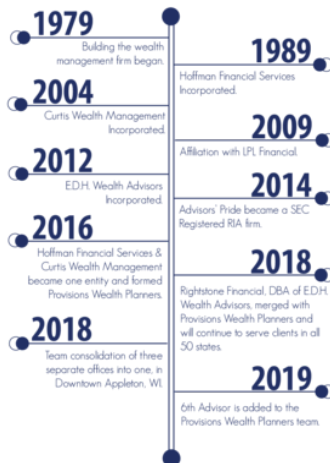 1979
Building the wealth
management firm began.
1989
Hoffman Financial Services
Incorporated.
2004
Curtis Wealth Management
Incorporated.
2009
Affiliation with LPL Financial.
2012
E.D.H. Wealth Advisors
Incorporated.
2014
Advisors' Pride became a SEC
Registered RIA firm.
2016
Hoffman Financial Services &
Curtis Wealth Management
became one entity and formed
Provisions Wealth Planners.
2018
Rightstone Financial, DBA of E.D.H.
Wealth Advisors, merged with
Provisions Wealth Planners and
will continue to serve clients in all
50 states.
2018
Team consolidation of three
separate offices into one, in
Downtown Appleton, WI.
2019
6th Advisor is added to the
Provisions Wealth Planners team.